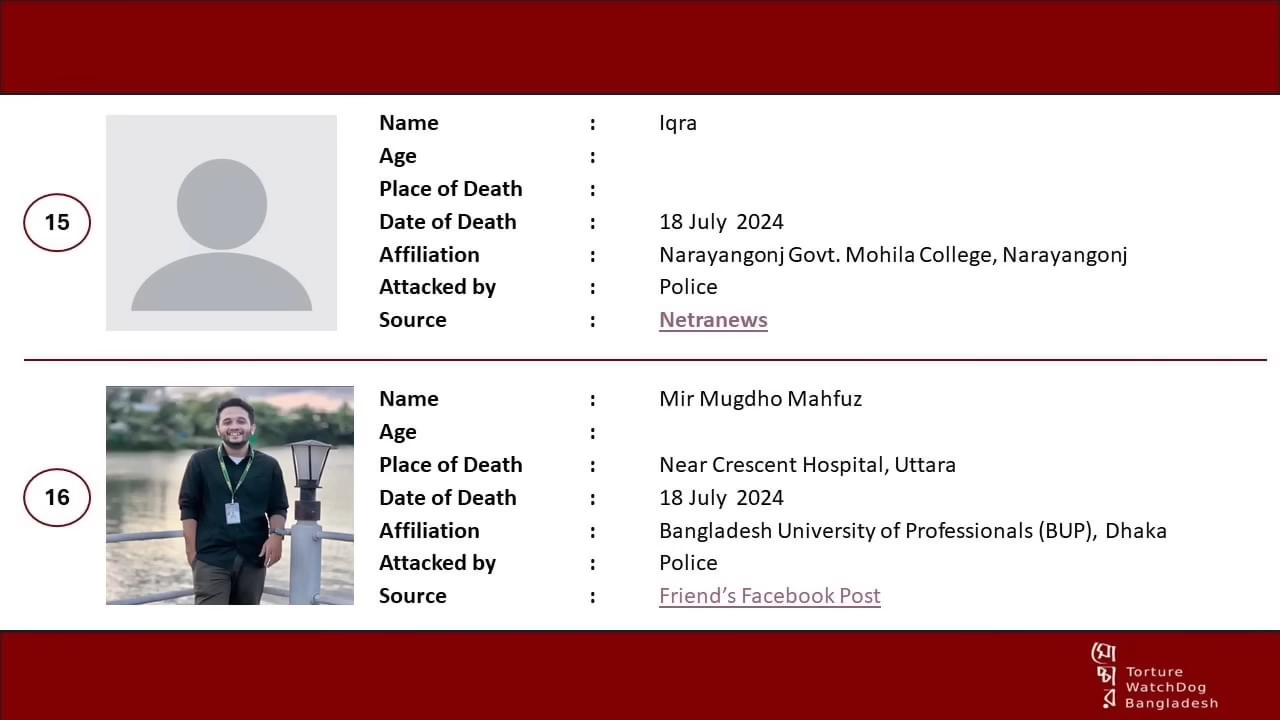 15
Name : Iqra
Age :
Place of Death :
Date of Death : 18 July 2024
Affiliation : Narayangonj Govt. Mohila College, Narayangonj
Attacked by : Police
Source : Netranews
16
Name : Mir Mugdho Mahfuz
Age :
Place of Death : Near Crescent Hospital, Uttara
Date of Death : 18 July 2024
Affiliation : Bangladesh University of Professionals (BUP), Dhaka
Attacked by : Police
Source : Friend’s Facebook Post
Torture
WatchDog
Bangladesh